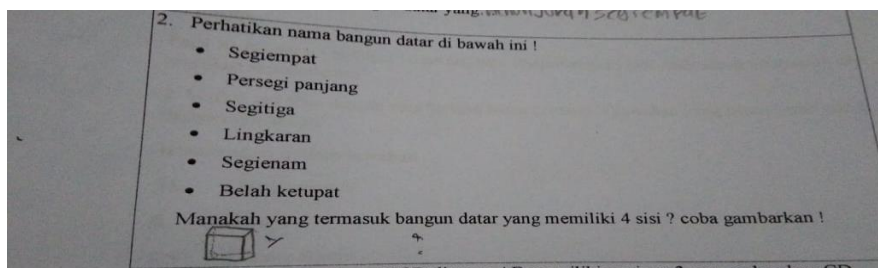 2. Perhatikan nama bangun datar di bawah ini !
• Segiempat
• Persegi panjang
• Segitiga
• Lingkaran
• Segienam
• Belah ketupat
Manakah yang termasuk bangun datar yang memiliki 4 sisi ? coba gambarkan !